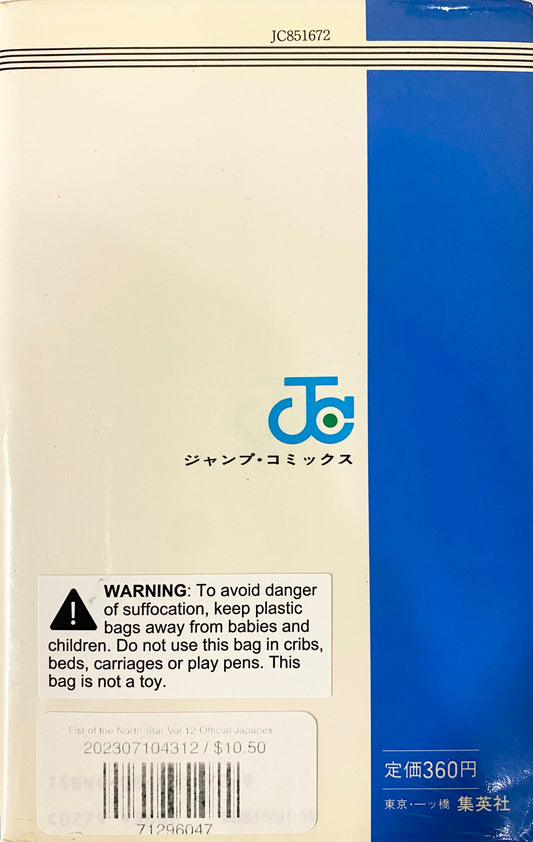 JC851672
ジャンプ・コミックス
WARNING: To avoid danger
of suffocation, keep plastic
bags away from babies and
children. Do not use this bag in cribs,
beds, carriages or play pens. This
bag is not a toy.
Fist of the North Star Vol.12 Official Japanes
202307104312 / $10.50
71296047
定価360円
東京・一ッ橋 集英社